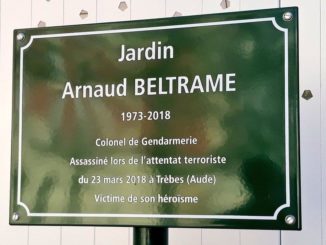 Jardin
Arnaud BELTRAME
1973-2018
Colonel de Gendarmerie
Assassiné lors de l'attentat terroriste
du 23 mars 2018 à Trèbes (Aude)
Victime de son héroïsme